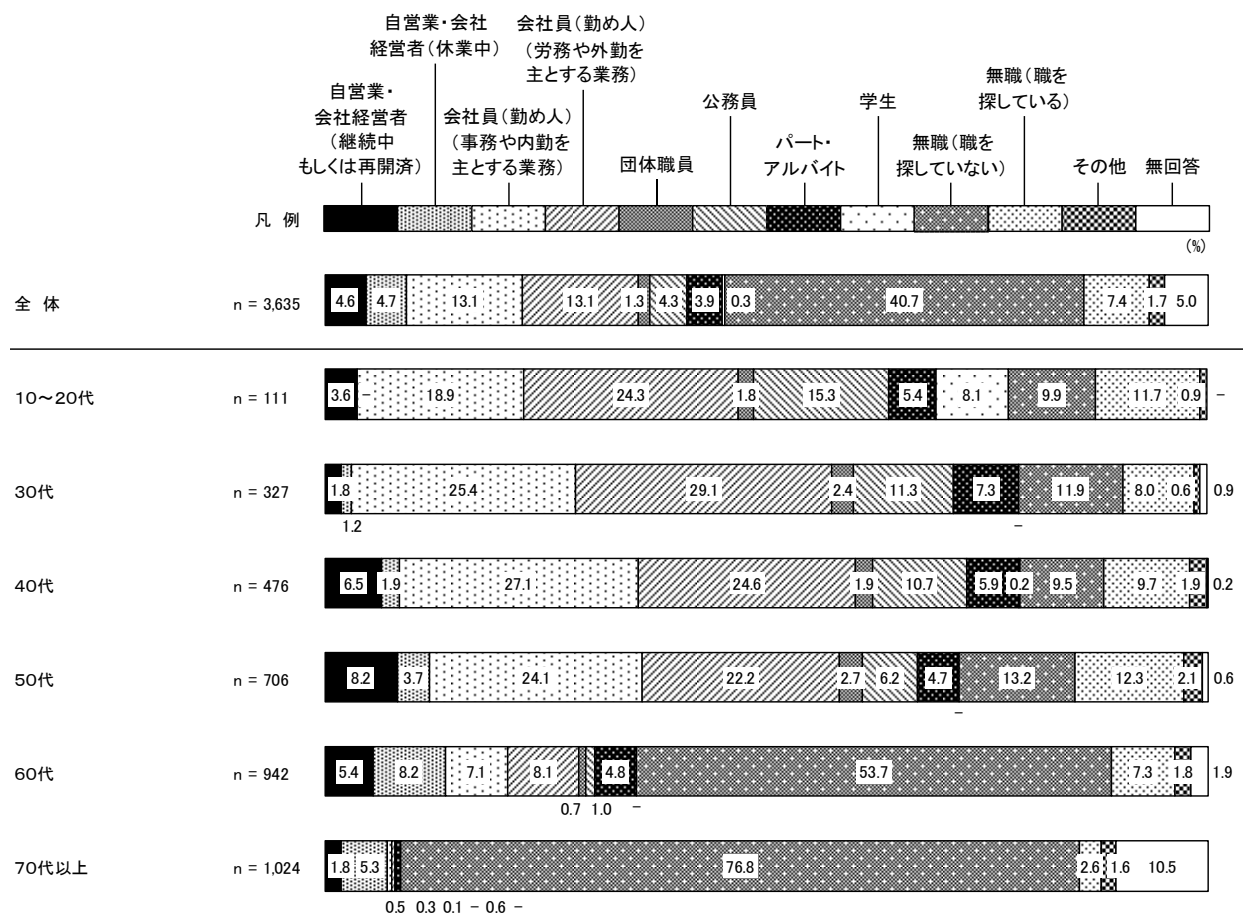 自営業・
会社経営者
(継続中
もしくは再開済)
自営業・会社
経営者(休業中)
会社員(勤め人)
(事務や内勤を
主とする業務)
会社員(勤め人)
(労務や外勤を
主とする業務)
団体職員
公務員
パート・
アルバイト
学生
無職(職を
探していない)
無職(職を
探している)
その他
無回答
凡 例
(%)
全 体 n = 3,635 4.6 4.7 13.1 13.1 1.3 4.3 3.9 0.3 40.7 7.4 1.7 5.0
10～20代 n = 111 3.6 - 18.9 24.3 1.8 15.3 5.4 8.1 9.9 11.7 0.9 -
30代 n = 327 1.8 25.4 29.1 2.4 11.3 7.3 11.9 8.0 0.6 0.9
1.2 -
40代 n = 476 6.5 1.9 27.1 24.6 1.9 10.7 5.9 0.2 9.5 9.7 1.9 0.2
50代 n = 706 8.2 3.7 24.1 22.2 2.7 6.2 4.7 13.2 12.3 2.1 0.6
-
60代 n = 942 5.4 8.2 7.1 8.1 4.8 53.7 7.3 1.8 1.9
0.7 1.0 -
70代以上 n = 1,024 1.8 5.3 76.8 2.6 1.6 10.5
0.5 0.3 0.1 - 0.6 -